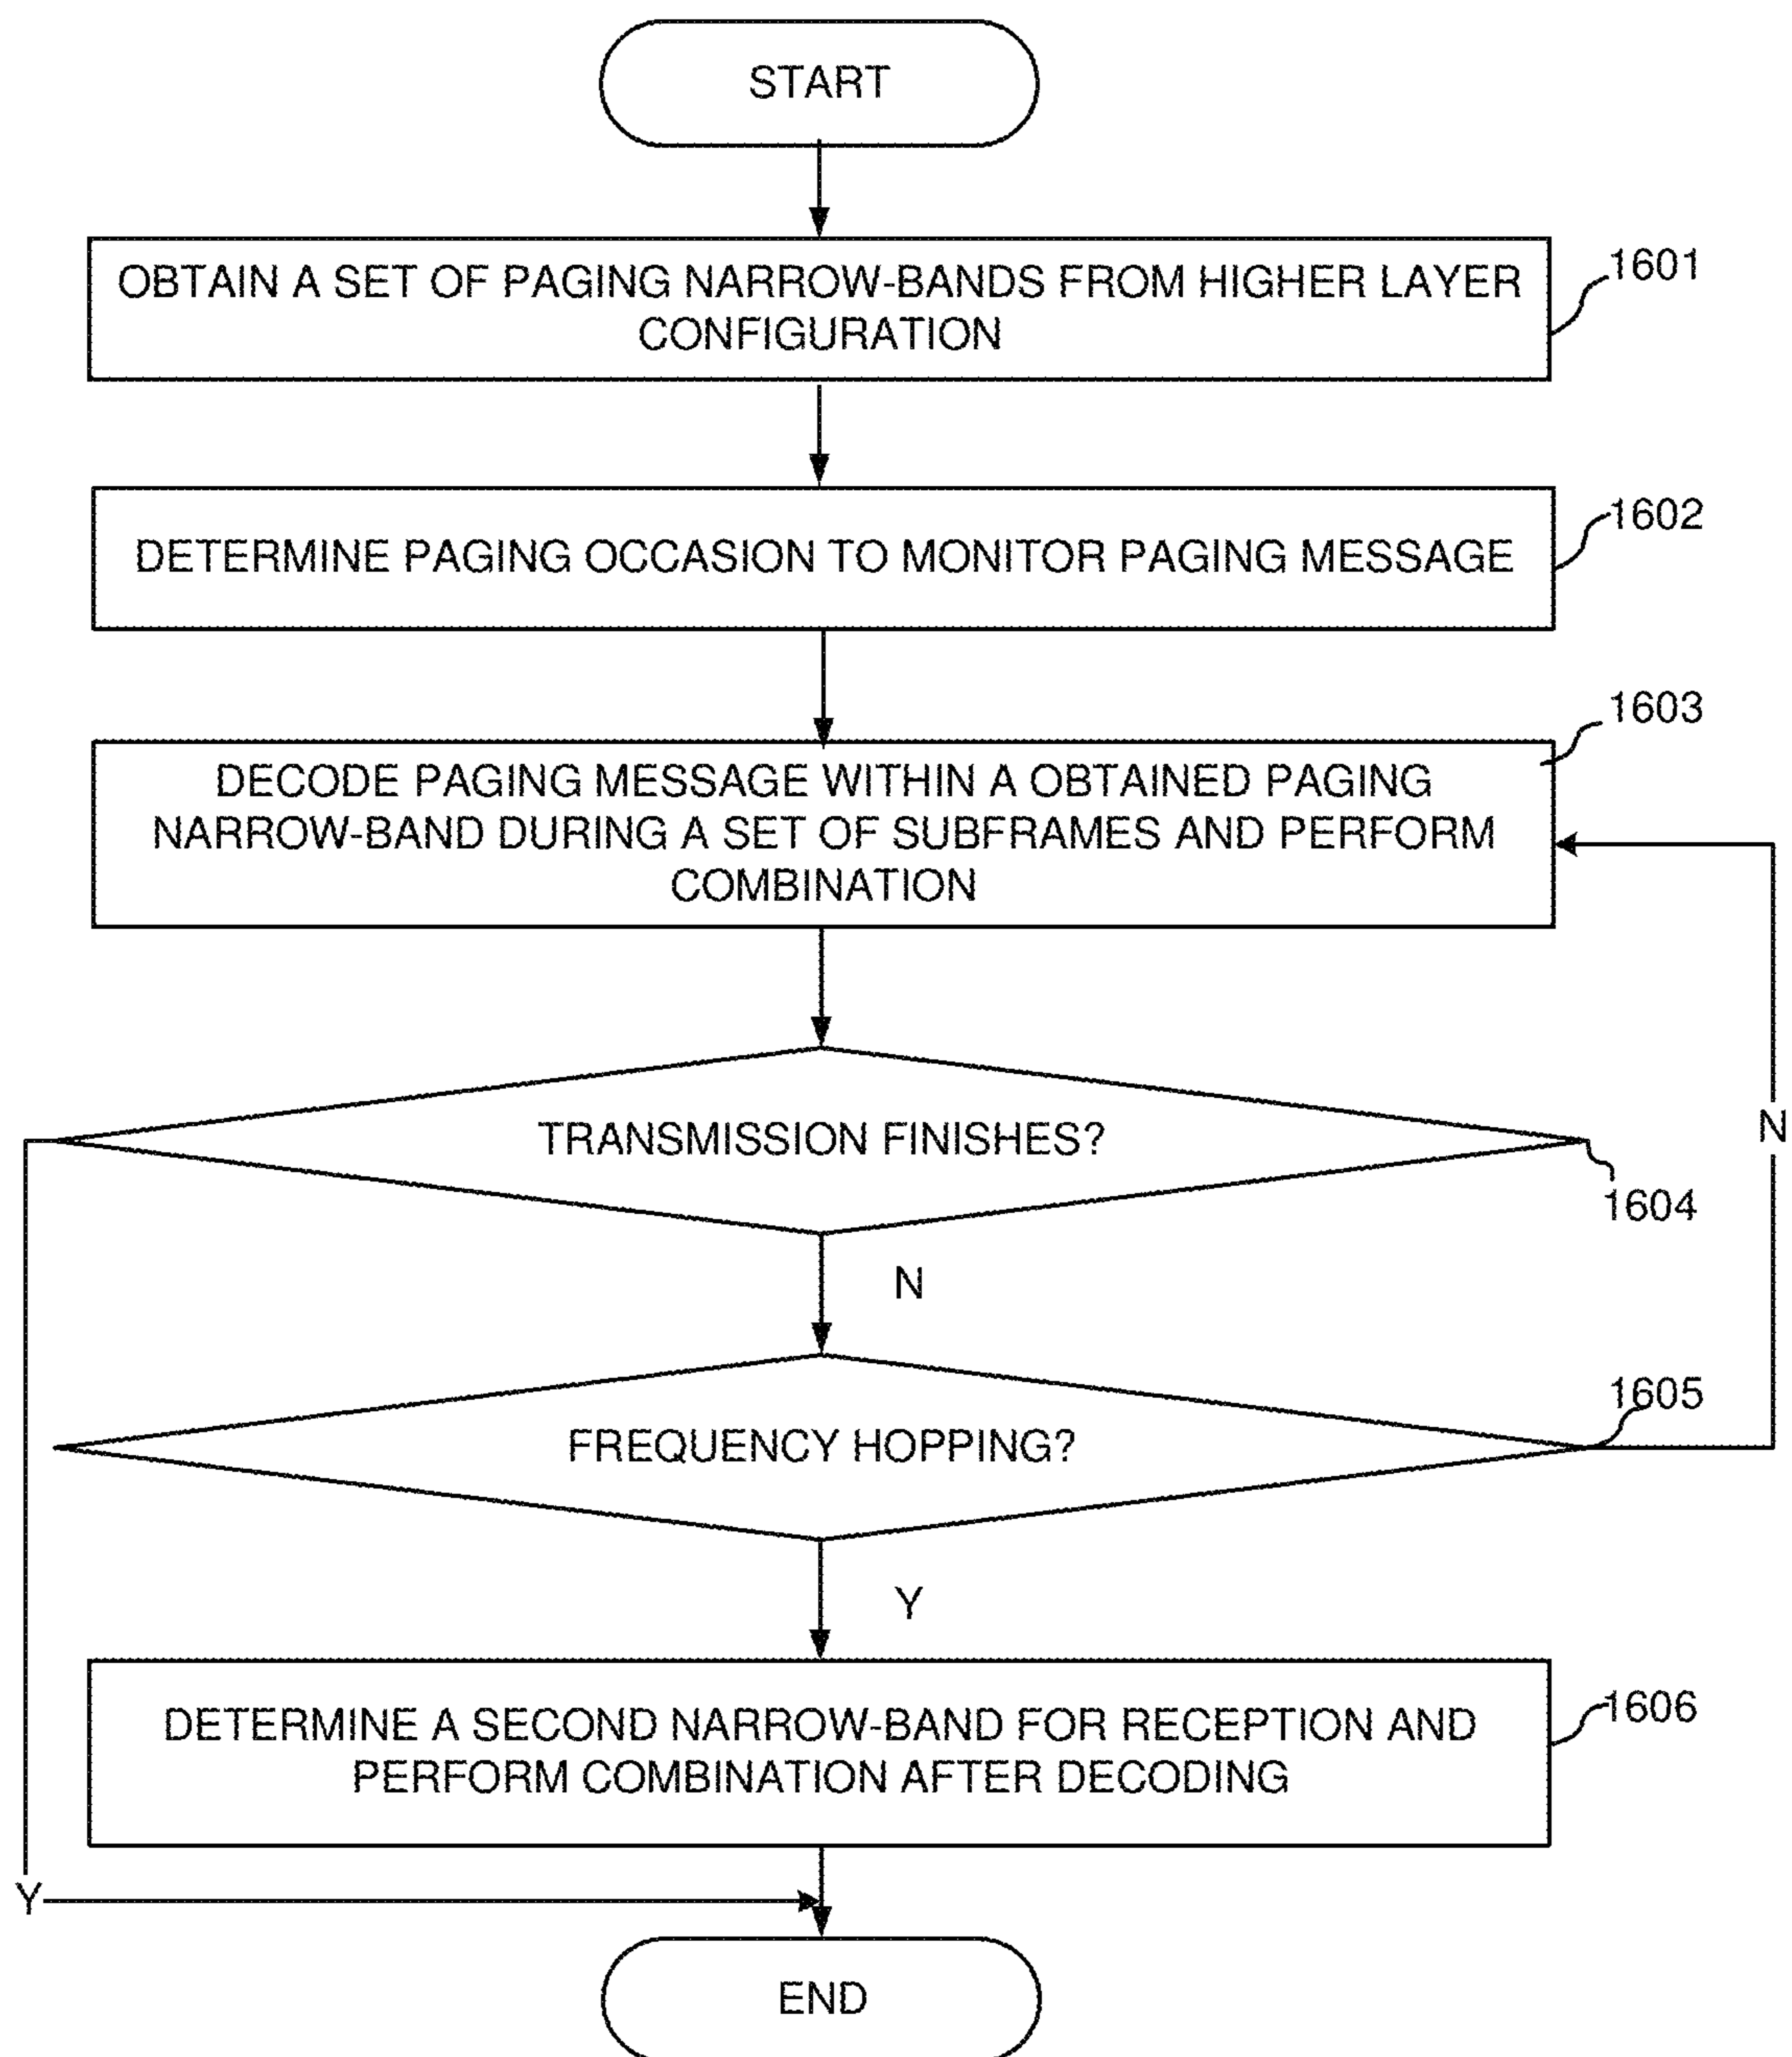 START
OBTAIN A SET OF PAGING NARROW-BANDS FROM HIGHER LAYER
CONFIGURATION
1601
DETERMINE PAGING OCCASION TO MONITOR PAGING MESSAGE
1602
1603
DECODE PAGING MESSAGE WITHIN A OBTAINED PAGING
NARROW-BAND DURING A SET OF SUBFRAMES AND PERFORM
COMBINATION
TRANSMISSION FINISHES?
N
1604
N
1605
FREQUENCY HOPPING?
Y
DETERMINE A SECOND NARROW-BAND FOR RECEPTION AND
PERFORM COMBINATION AFTER DECODING
1606
Y
END